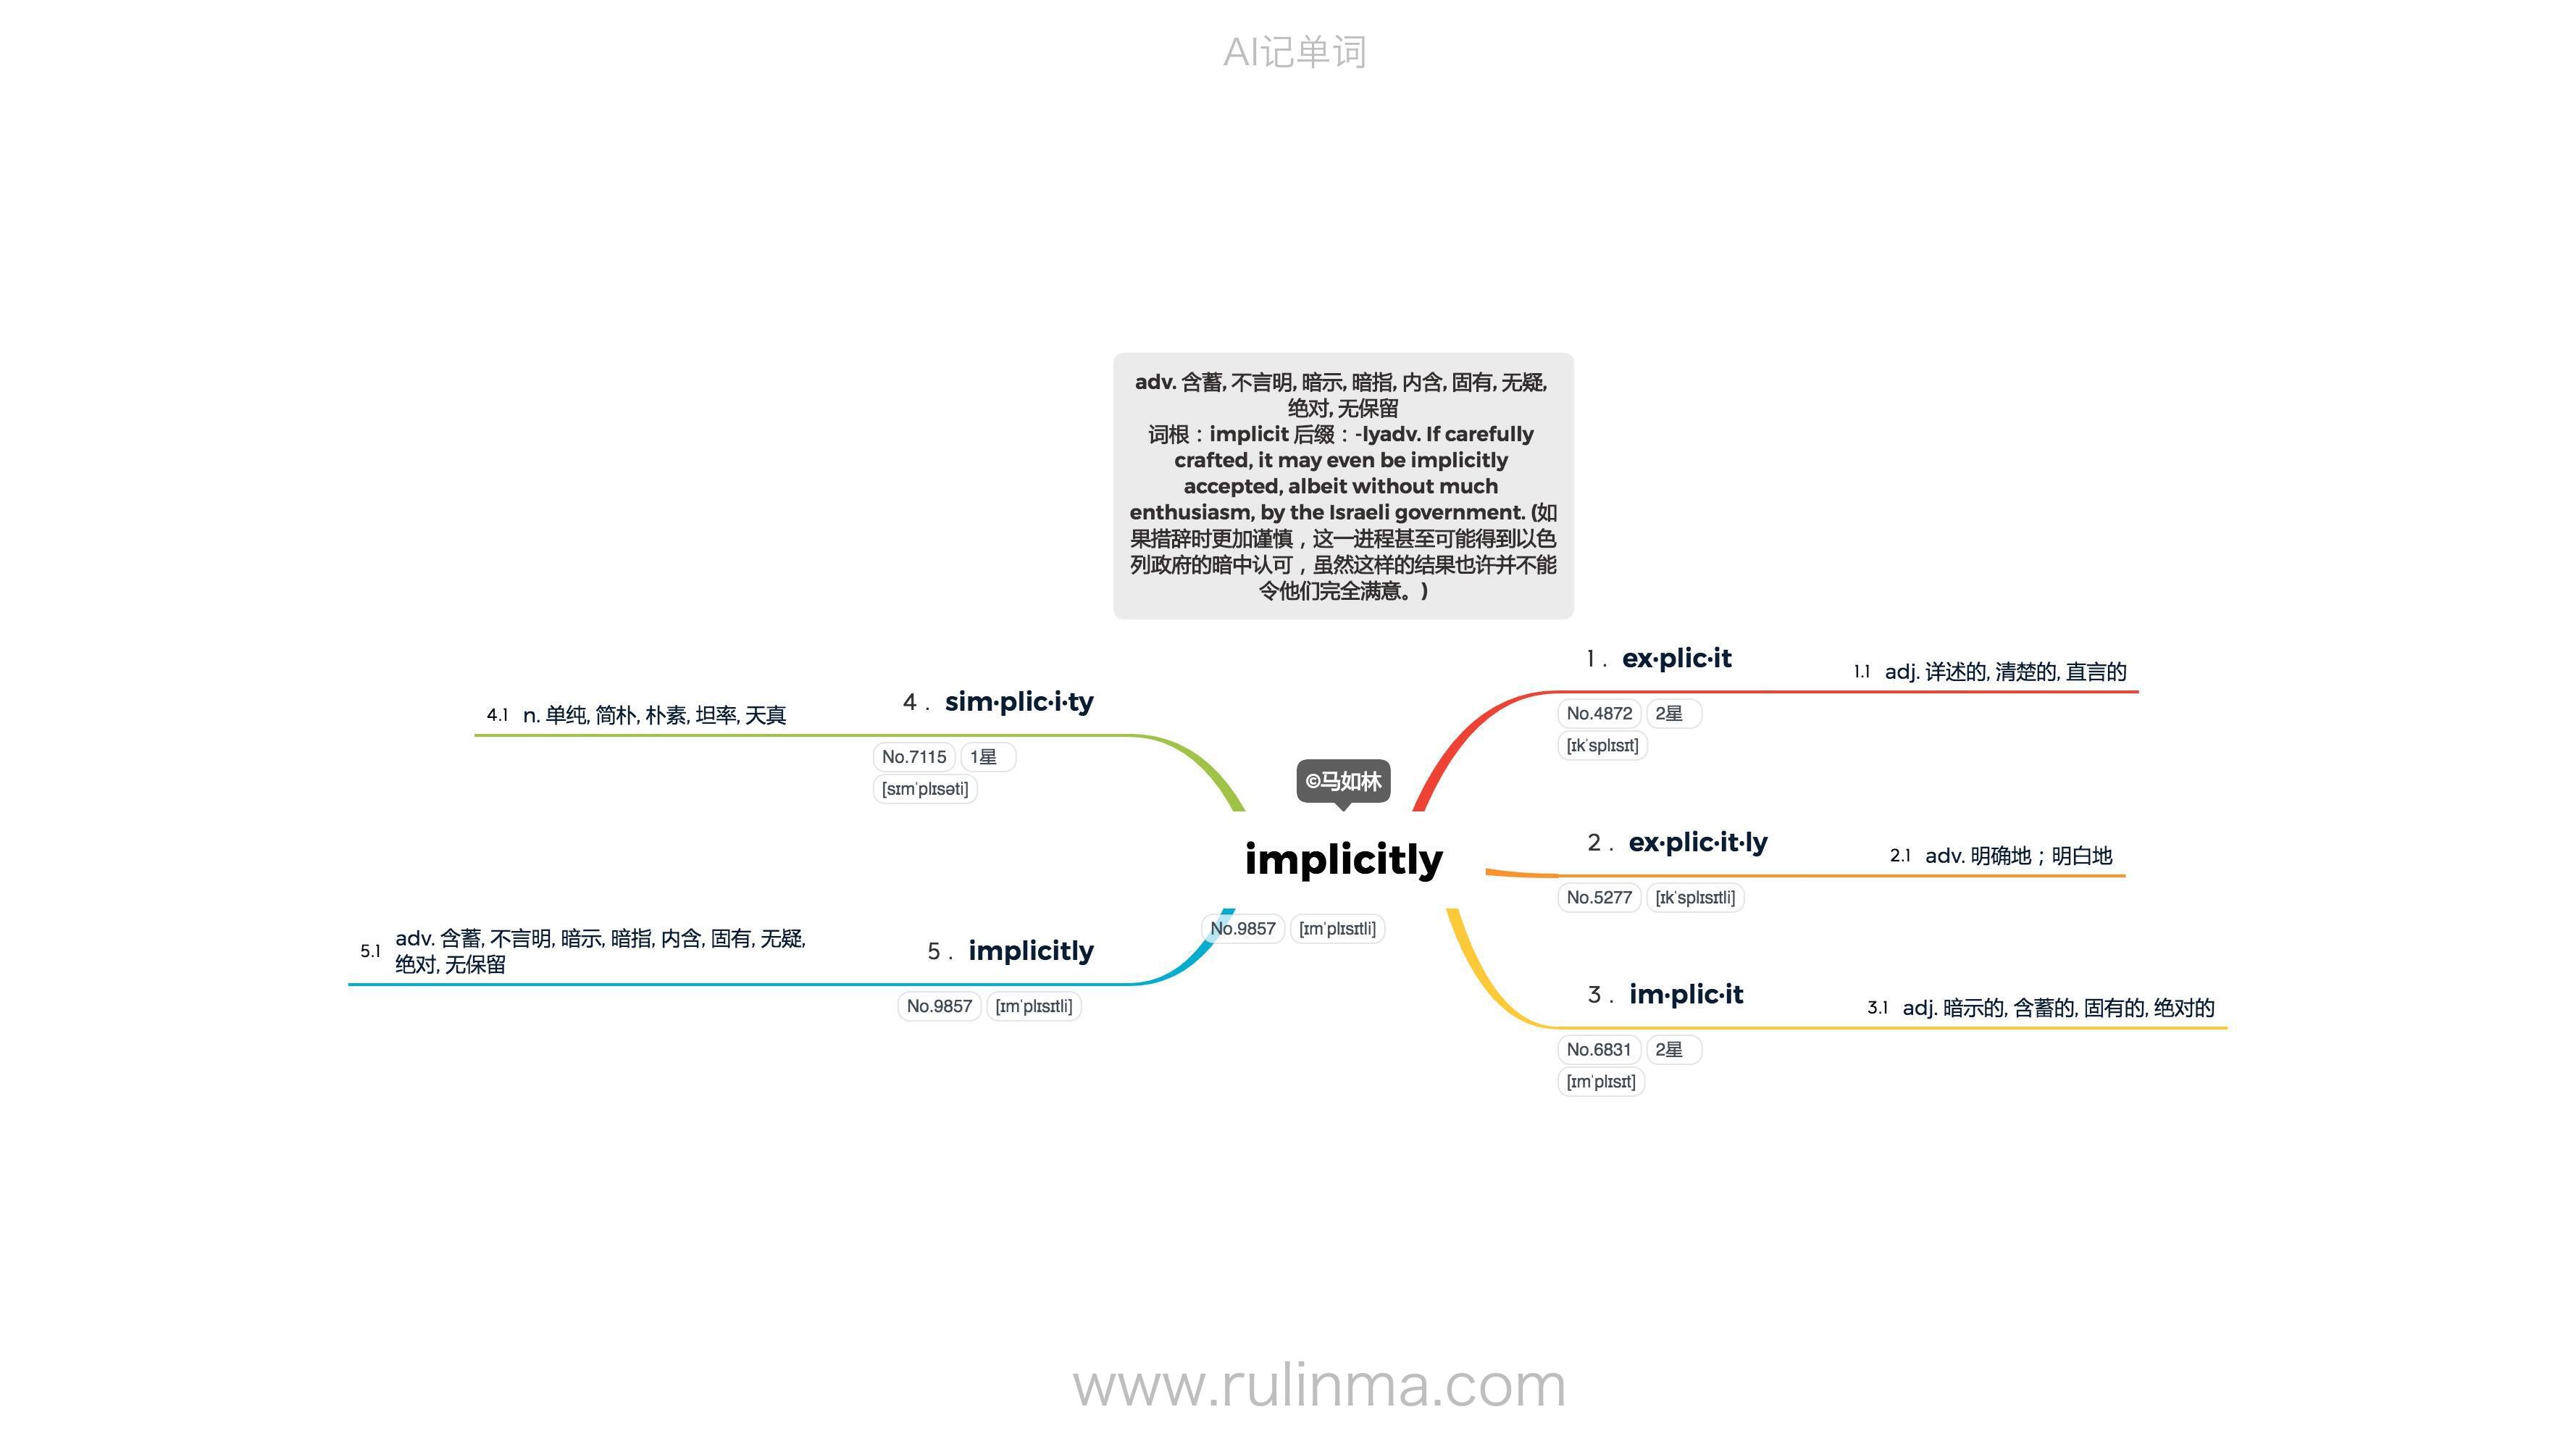 AI记单词
adv. 含蓄, 不言明, 暗示, 暗指, 内含, 固有, 无疑,
绝对, 无保留
词根：implicit 后缀：-lyadv. If carefully
crafted, it may even be implicitly
accepted, albeit without much
enthusiasm, by the Israeli government. (如
果措辞时更加谨慎，这一进程甚至可能得到以色
列政府的暗中认可，虽然这样的结果也许并不能
令他们完全满意。)
©马如林
implicitly
No.9857 [ɪmˈplɪsɪtli]
1. ex·plic·it
No.4872 2星
[ɪkˈsplɪsɪt]
1.1 adj. 详述的, 清楚的, 直言的
2. ex·plic·it·ly
No.5277 [ɪkˈsplɪsɪtli]
2.1 adv. 明确地；明白地
3. im·plic·it
No.6831 2星
[ɪmˈplɪsɪt]
3.1 adj. 暗示的, 含蓄的, 固有的, 绝对的
4. sim·plic·i·ty
No.7115 1星
[sɪmˈplɪsəti]
4.1 n. 单纯, 简朴, 朴素, 坦率, 天真
5. implicitly
No.9857 [ɪmˈplɪsɪtli]
5.1 adv. 含蓄, 不言明, 暗示, 暗指, 内含, 固有, 无疑,
绝对, 无保留
www.rulinma.com